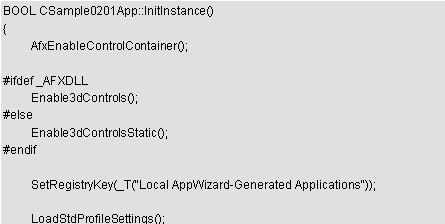 BOOL CSample0201App::InitInstance()
{
AfxEnableControlContainer();
#ifdef _AFXDLL
Enable3dControls();
#else
Enable3dControlsStatic();
#endif
SetRegistryKey(_T("Local AppWizard-Generated Applications"));
LoadStdProfileSettings();